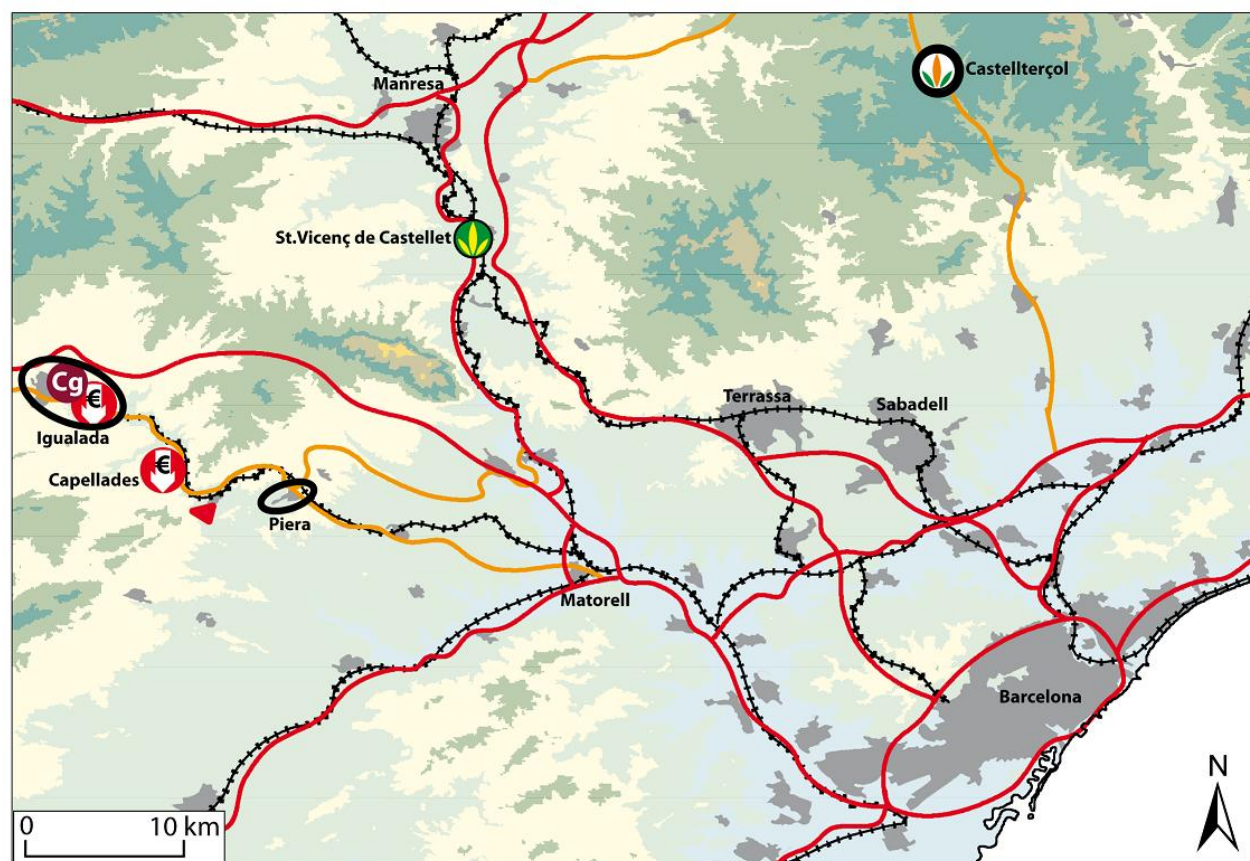 Castellterçol
Manresa
St.Vicenç de Castellet
Cg
€
Igualada
Terrassa
Sabadell
Capellades
€
Piera
Matorell
Barcelona
N
0 10 km